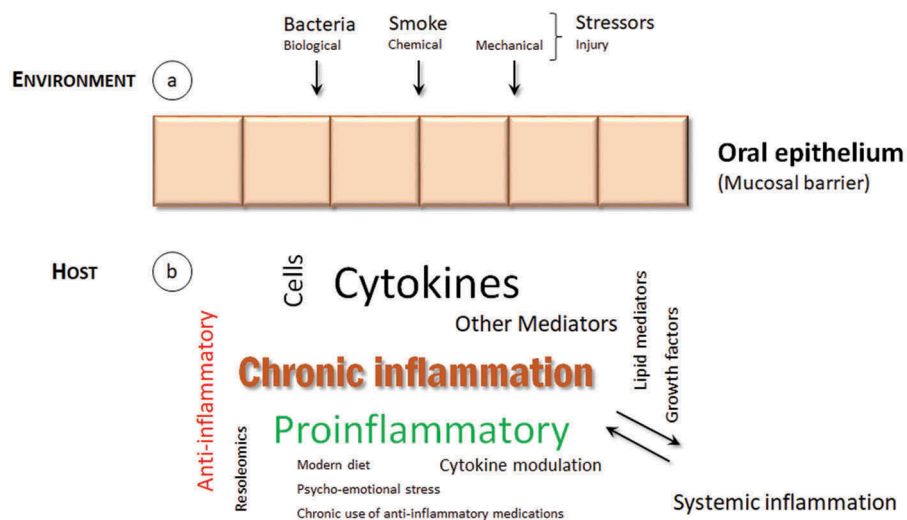 Bacteria
Biological
Smoke
Chemical
Mechanical
Stressors
Injury
ENVIRONMENT
a
Oral epithelium
(Mucosal barrier)
HOST
b
Cells
Cytokines
Other Mediators
Lipid mediators
Growth factors
Anti-inflammatory
Chronic inflammation
Resoleomics
Proinflammatory
Modern diet
Cytokine modulation
Psycho-emotional stress
Chronic use of anti-inflammatory medications
Systemic inflammation